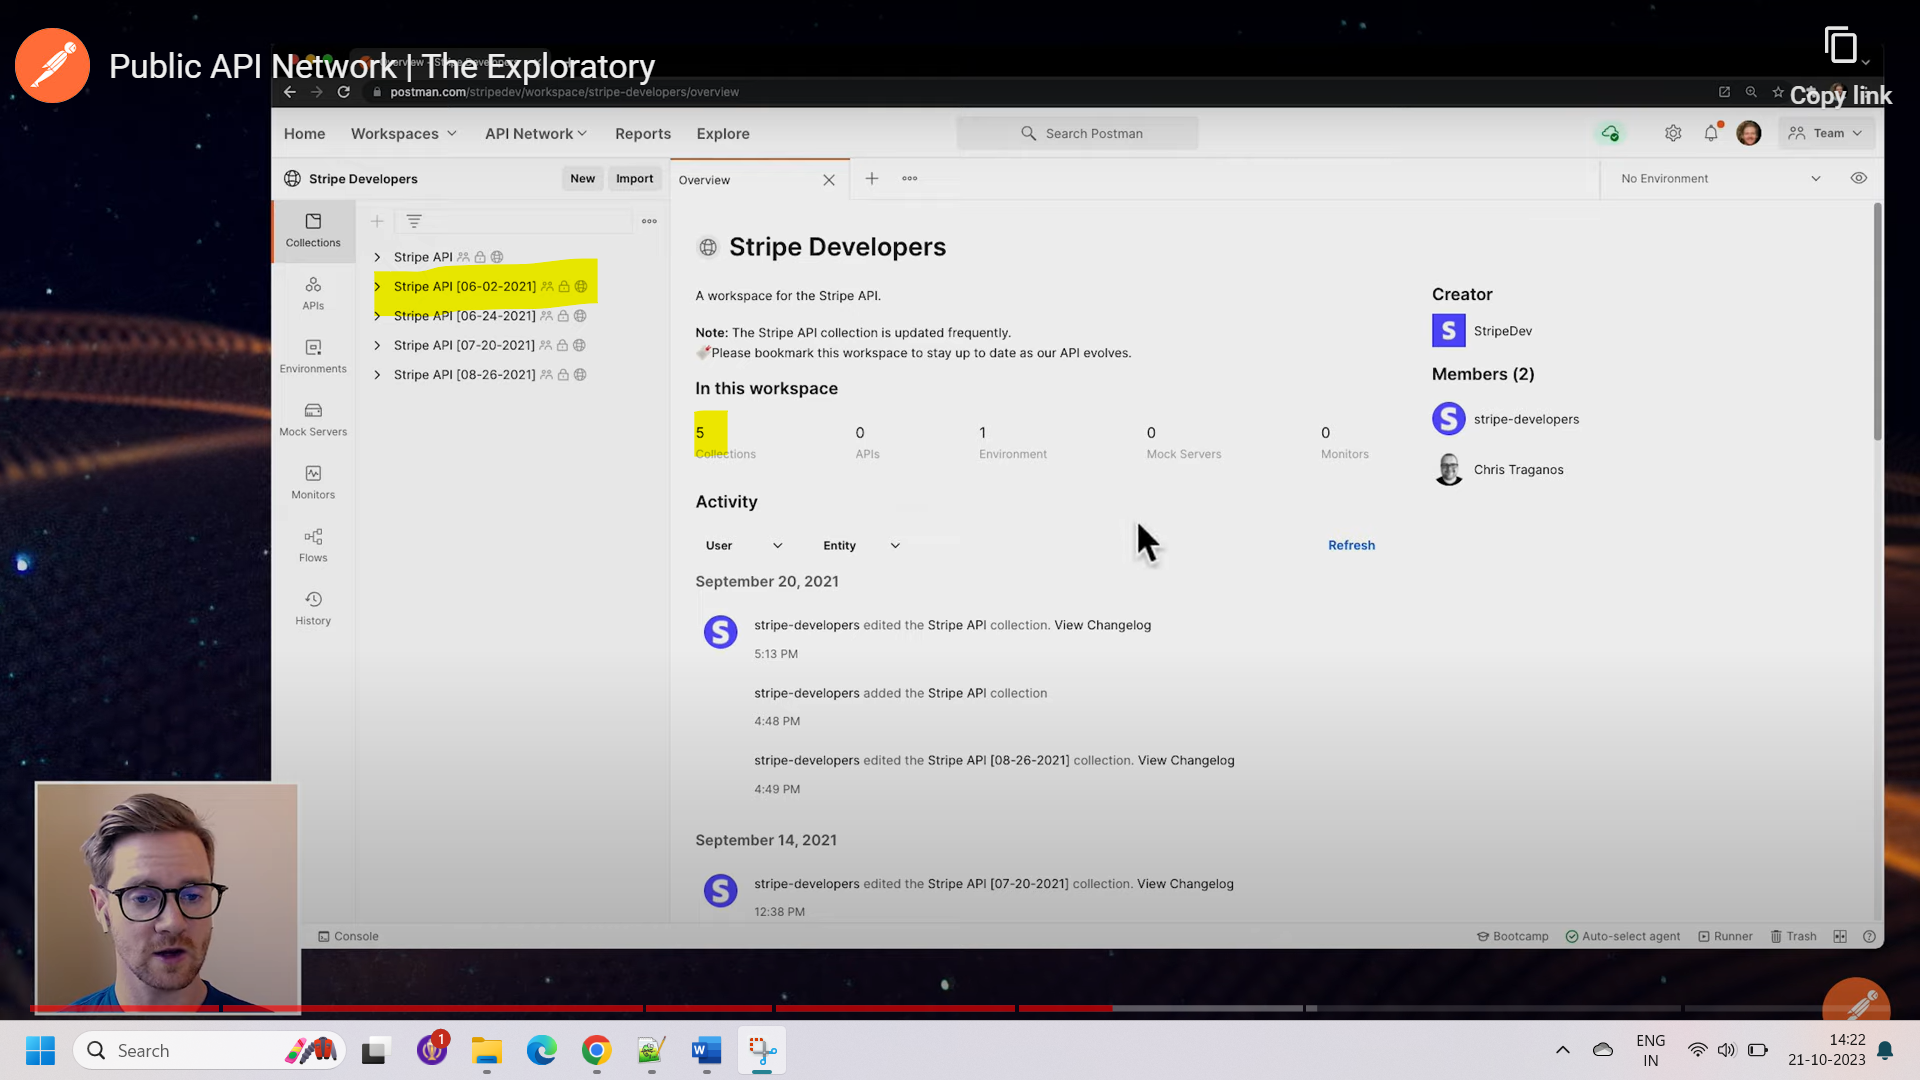 Public API Network | The Exploratory
Copy link
postman.com/stripedev/workspace/stripe-developers/overview
Home Workspaces API Network Reports Explore Search Postman Team
Stripe Developers New Import Overview No Environment
Collections
APIs
Environments
Mock Servers
Monitors
Flows
History
Stripe API
Stripe API [06-02-2021]
Stripe API [06-24-2021]
Stripe API [07-20-2021]
Stripe API [08-26-2021]
Stripe Developers
A workspace for the Stripe API.
Note: The Stripe API collection is updated frequently.
Please bookmark this workspace to stay up to date as our API evolves.
In this workspace
5 0 1 0 0
Collections APIs Environment Mock Servers Monitors
Creator
S StripeDev
Members (2)
S stripe-developers
Chris Traganos
Activity
User Entity Refresh
September 20, 2021
S stripe-developers edited the Stripe API collection. View Changelog
5:13 PM
stripe-developers added the Stripe API collection
4:48 PM
stripe-developers edited the Stripe API [08-26-2021] collection. View Changelog
4:49 PM
September 14, 2021
S stripe-developers edited the Stripe API [07-20-2021] collection. View Changelog
12:38 PM
Console Bootcamp Auto-select agent Runner Trash
Search 1 W ENG
IN
14:22
21-10-2023